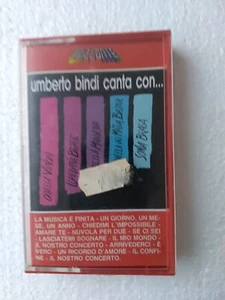 umberto bindi canta con...
LA MUSICA È FINITA - UN GIORNO, UN ME-
SE, UN ANNO - CHIEDIMI L'IMPOSSIBILE -
AMARE TE - NUVOLA PER DUE - SE CI SEI -
LASCIATEMI SOGNARE - IL MIO MONDO -
IL NOSTRO CONCERTO - ARRIVEDERCI - È
VERO - UN RICORDO D'AMORE - IL CONFI-
NE - IL NOSTRO CONCERTO.